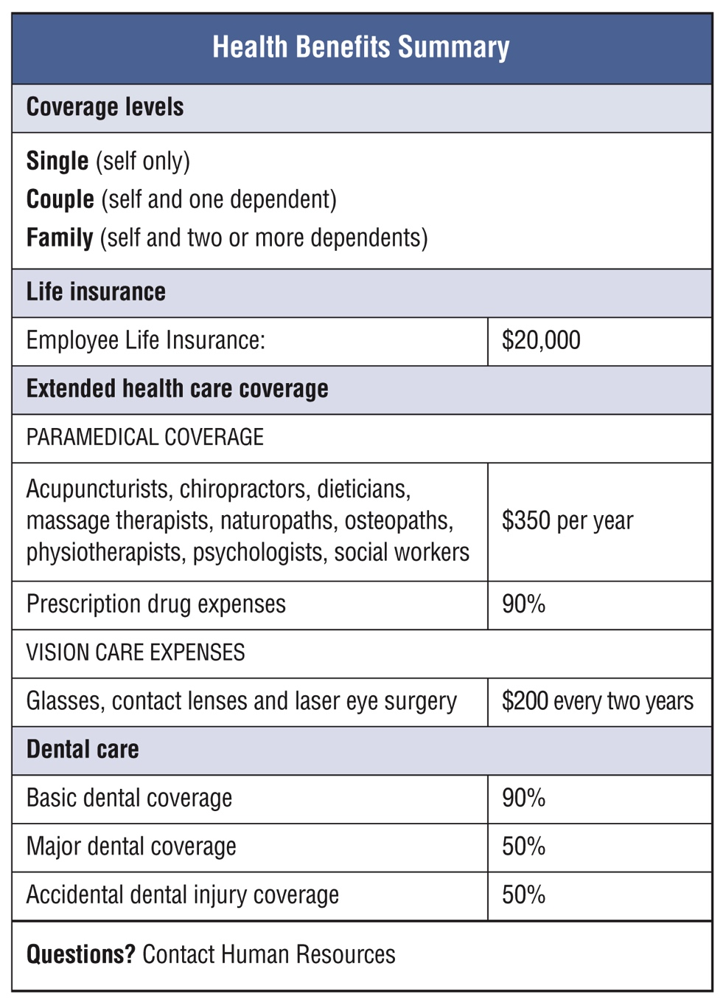 Health Benefits Summary
Coverage levels
Single (self only)
Couple (self and one dependent)
Family (self and two or more dependents)
Life insurance
Employee Life Insurance:
$20,000
Extended health care coverage
PARAMEDICAL COVERAGE
Acupuncturists, chiropractors, dieticians,
massage therapists, naturopaths, osteopaths,
physiotherapists, psychologists, social workers
$350 per year
Prescription drug expenses
90%
VISION CARE EXPENSES
Glasses, contact lenses and laser eye surgery
$200 every two years
Dental care
Basic dental coverage
90%
Major dental coverage
50%
Accidental dental injury coverage
50%
Questions? Contact Human Resources